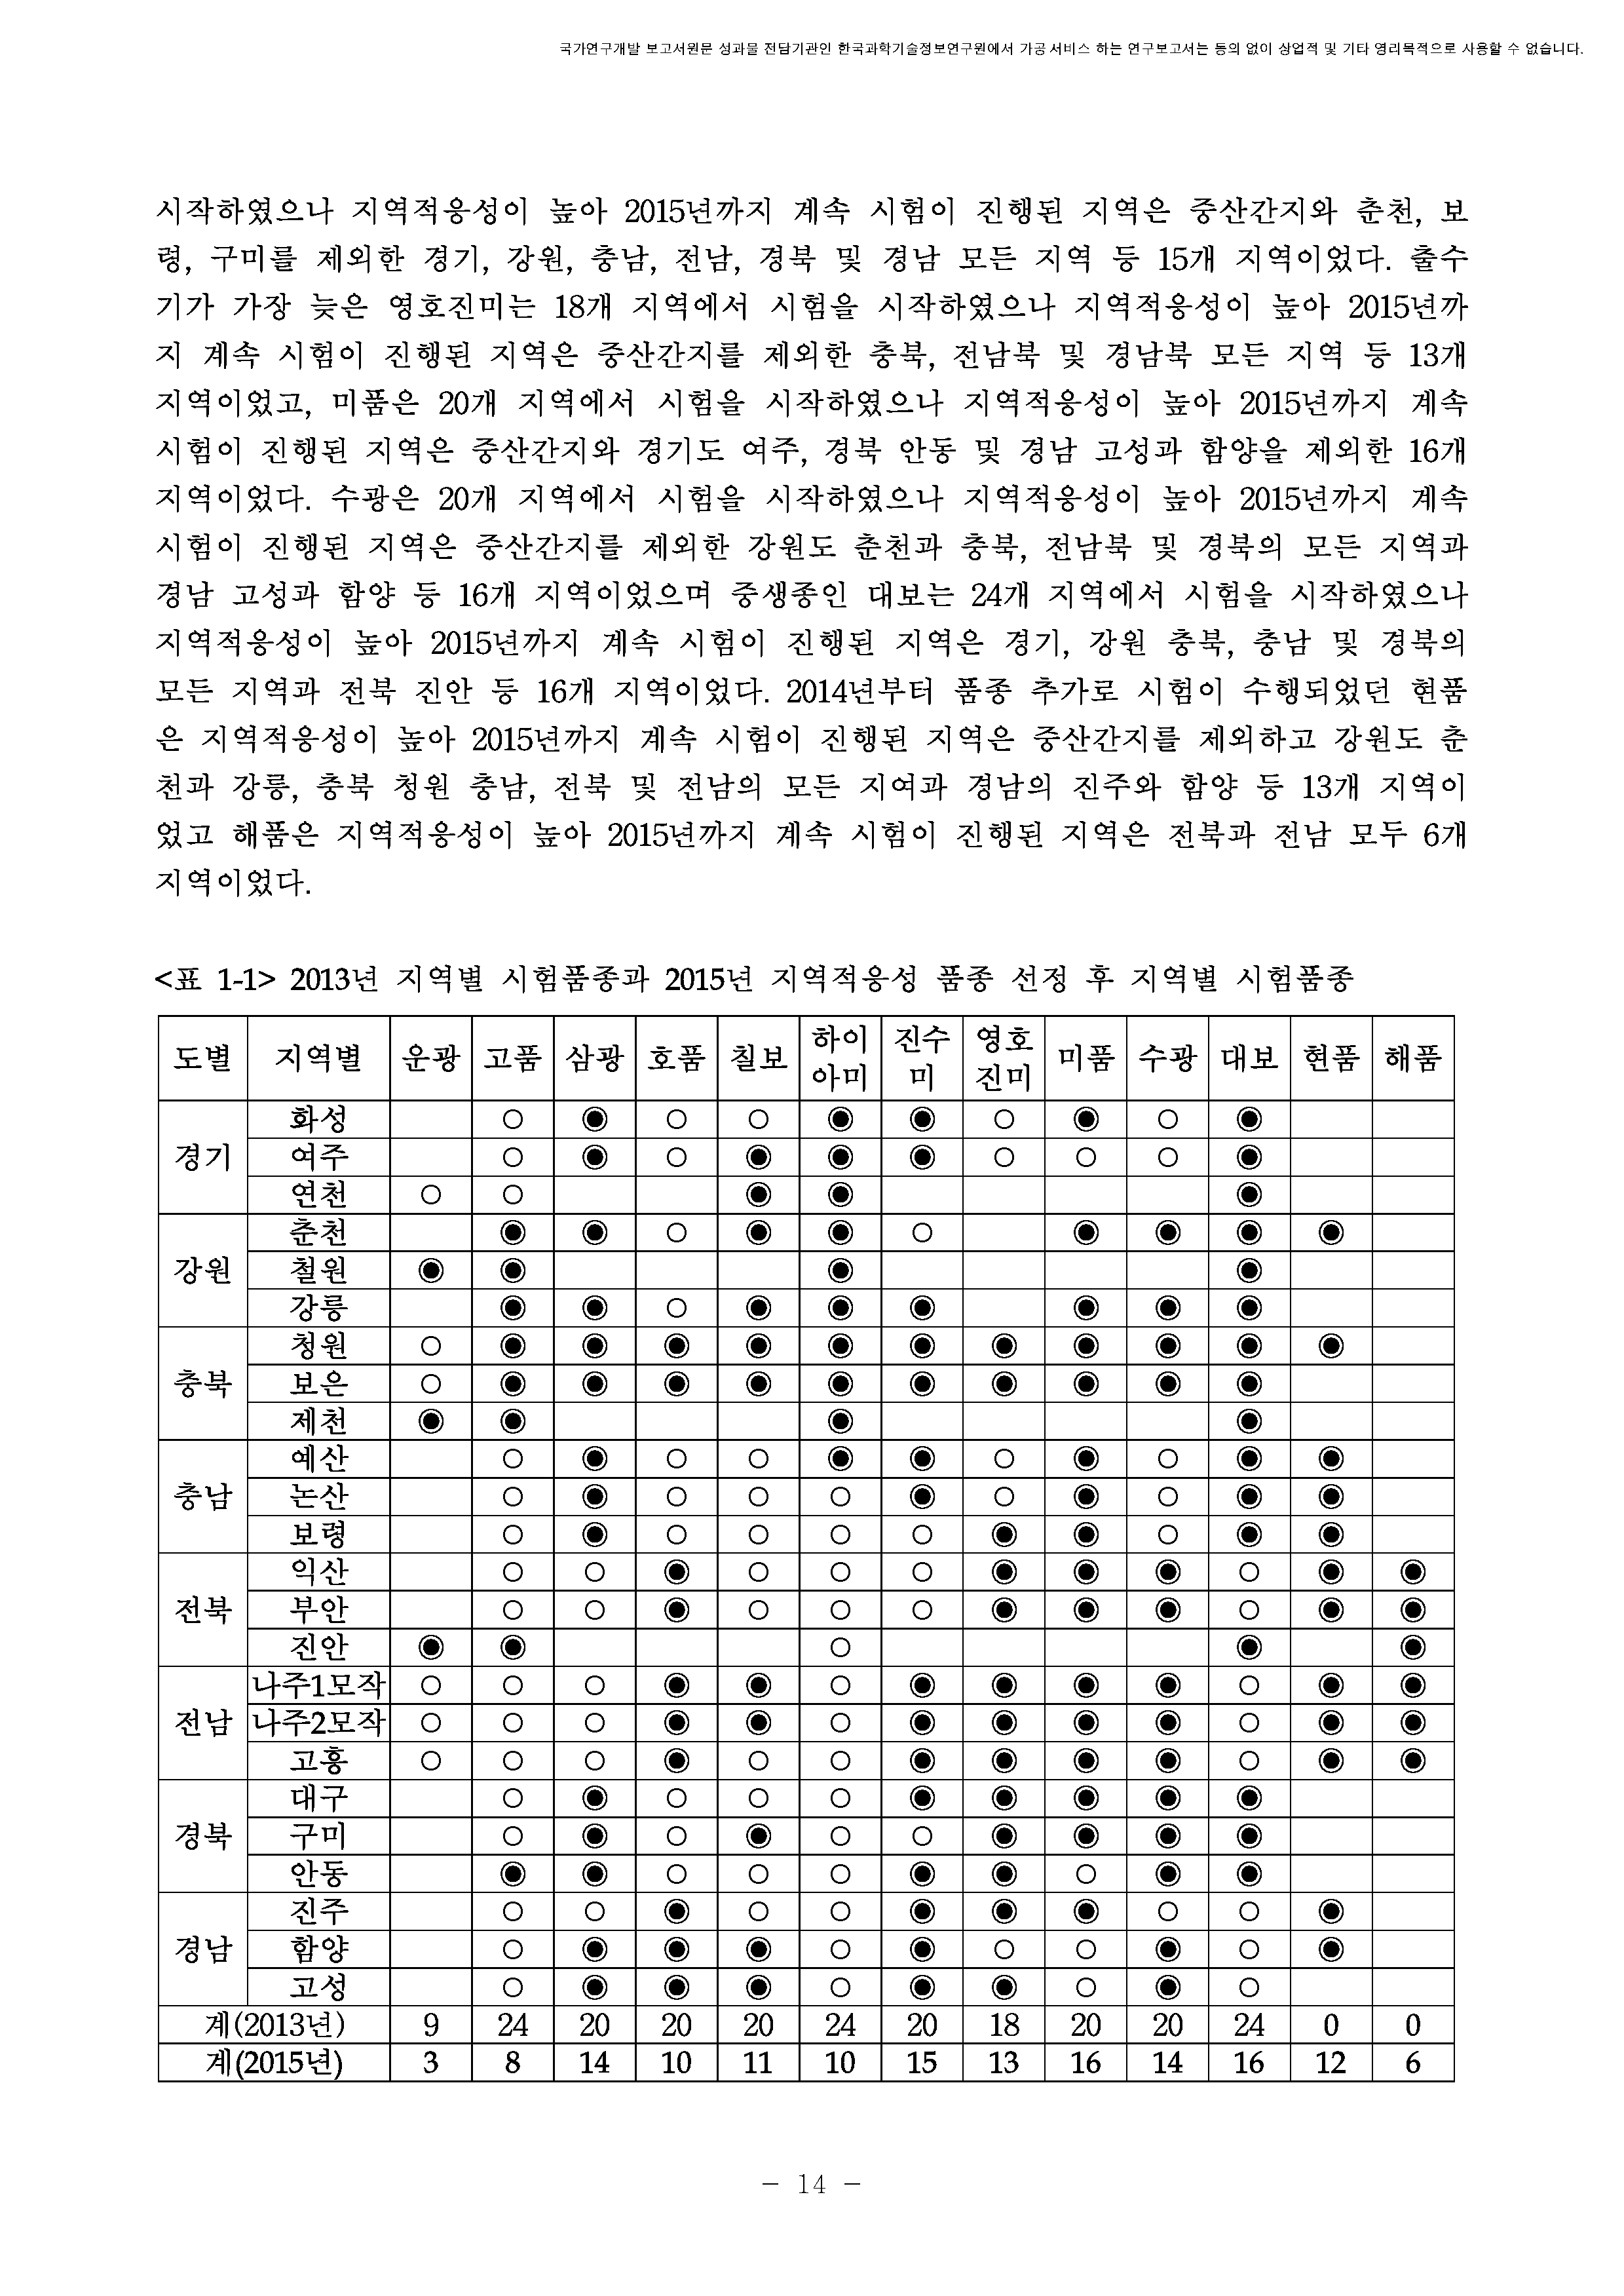 국가연구개발 보고서원문 성과물 전담기관인 한국과학기술정보연구원에서 가공·서비스 하는 연구보고서는 동의 없이 상업적 및 기타 영리목적으로 사용할 수 없습니다.
시작하였으나 지역적응성이 높아 2015년까지 계속 시험이 진행된 지역은 중산간지와 춘천, 보
령, 구미를 제외한 경기, 강원, 충남, 전남, 경북 및 경남 모든 지역 등 15개 지역이었다. 출수
기가 가장 늦은 영호진미는 18개 지역에서 시험을 시작하였으나 지역적응성이 높아 2015년까
지 계속 시험이 진행된 지역은 중산간지를 제외한 충북, 전남북 및 경남북 모든 지역 등 13개
지역이었고, 미품은 20개 지역에서 시험을 시작하였으나 지역적응성이 높아 2015년까지 계속
시험이 진행된 지역은 중산간지와 경기도 여주, 경북 안동 및 경남 고성과 함양을 제외한 16개
지역이었다. 수광은 20개 지역에서 시험을 시작하였으나 지역적응성이 높아 2015년까지 계속
시험이 진행된 지역은 중산간지를 제외한 강원도 춘천과 충북, 전남북 및 경북의 모든 지역과
경남 고성과 함양 등 16개 지역이었으며 중생종인 대보는 24개 지역에서 시험을 시작하였으나
지역적응성이 높아 2015년까지 계속 시험이 진행된 지역은 경기, 강원 충북, 충남 및 경북의
모든 지역과 전북 진안 등 16개 지역이었다. 2014년부터 품종 추가로 시험이 수행되었던 현품
은 지역적응성이 높아 2015년까지 계속 시험이 진행된 지역은 중산간지를 제외하고 강원도 춘
천과 강릉, 충북 청원 충남, 전북 및 전남의 모든 지여과 경남의 진주와 함양 등 13개 지역이
었고 해품은 지역적응성이 높아 2015년까지 계속 시험이 진행된 지역은 전북과 전남 모두 6개
지역이었다.
<표 1-1> 2013년 지역별 시험품종과 2015년 지역적응성 품종 선정 후 지역별 시험품종
도별 지역별 운광 고품 삼광 호품 칠보 하이아미 진수미 영호진미 미품 수광 대보 현품 해품
경기 화성 ○ ◉ ○ ○ ◉ ◉ ○ ◉ ○ ◉
여주 ○ ◉ ○ ◉ ◉ ◉ ○ ○ ○ ◉
연천 ○ ○ ◉ ◉ ◉
강원 춘천 ◉ ◉ ○ ◉ ◉ ○ ◉ ◉ ◉ ◉
철원 ◉ ◉ ◉ ◉
강릉 ◉ ◉ ○ ◉ ◉ ◉ ◉ ◉ ◉
충북 청원 ○ ◉ ◉ ◉ ◉ ◉ ◉ ◉ ◉ ◉ ◉ ◉
보은 ○ ◉ ◉ ◉ ◉ ◉ ◉ ◉ ◉ ◉ ◉
제천 ◉ ◉ ◉ ◉
충남 예산 ○ ◉ ○ ○ ◉ ◉ ○ ◉ ○ ◉ ◉
논산 ○ ◉ ○ ○ ○ ◉ ○ ◉ ○ ◉ ◉
보령 ○ ◉ ○ ○ ○ ○ ◉ ◉ ○ ◉ ◉
전북 익산 ○ ○ ◉ ○ ○ ○ ◉ ◉ ◉ ○ ◉ ◉
부안 ○ ○ ◉ ○ ○ ○ ◉ ◉ ◉ ○ ◉ ◉
진안 ◉ ◉ ○ ◉ ◉
전남 나주1모작 ○ ○ ○ ◉ ◉ ○ ◉ ◉ ◉ ◉ ○ ◉ ◉
나주2모작 ○ ○ ○ ◉ ◉ ○ ◉ ◉ ◉ ◉ ○ ◉ ◉
고흥 ○ ○ ○ ◉ ○ ○ ◉ ◉ ◉ ◉ ○ ◉ ◉
경북 대구 ○ ◉ ○ ○ ○ ◉ ◉ ◉ ◉ ◉
구미 ○ ◉ ○ ◉ ○ ○ ◉ ◉ ◉ ◉
안동 ◉ ◉ ○ ○ ○ ◉ ◉ ○ ◉ ◉
경남 진주 ○ ○ ◉ ○ ○ ◉ ◉ ◉ ○ ○ ◉
함양 ○ ◉ ◉ ◉ ○ ◉ ○ ○ ◉ ○ ◉
고성 ○ ◉ ◉ ◉ ○ ◉ ◉ ○ ◉ ○
계(2013년) 9 24 20 20 20 24 20 18 20 20 24 0 0
계(2015년) 3 8 14 10 11 10 15 13 16 14 16 12 6
- 14 -